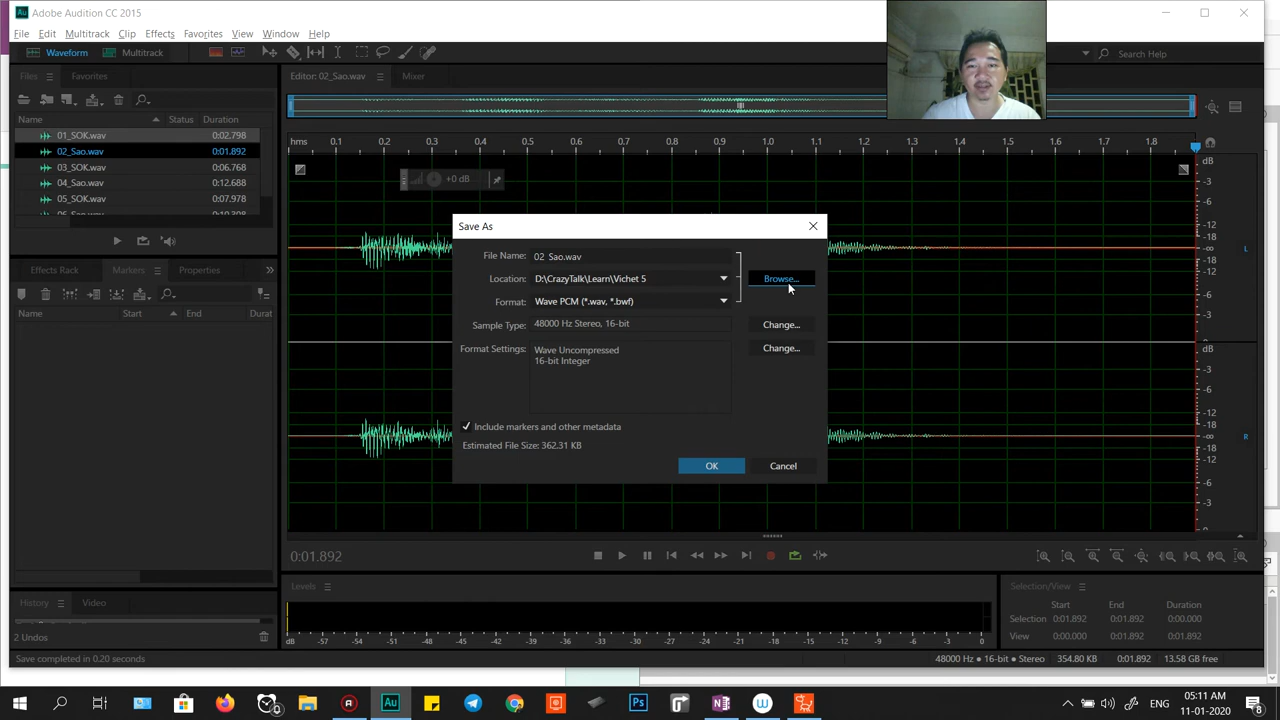 Adobe Audition CC 2015
File Edit Multitrack Clip Effects Favorites View Window Help
Waveform Multitrack Search Help
Files Favorites Editor: 02_Sao.wav Mixer
Name Status Duration
01_SOK.wav 0:02.798
02_Sao.wav 0:01.892
03_SOK.wav 0:06.768
04_Sao.wav 0:12.688
05_SOK.wav 0:07.978
06_Sao.wav 0:10.308
hms 0.1 0.2 0.3 0.4 0.5 0.6 0.7 0.8 0.9 1.0 1.1 1.2 1.3 1.4 1.5 1.6 1.7 1.8
+0 dB
dB
-3
-6
-12
-18
-∞
-18
-12
-6
-3
L
dB
-3
-6
-12
-18
-∞
-18
-12
-6
-3
R
Save As
File Name: 02_Sao.wav
Location: D:\CrazyTalk\Learn\Vichet 5 Browse...
Format: Wave PCM (*.wav, *.bwf)
Sample Type: 48000 Hz Stereo, 16-bit Change...
Format Settings: Wave Uncompressed Change...
16-bit Integer
Include markers and other metadata
Estimated File Size: 362.31 KB
OK Cancel
Effects Rack Markers Properties
Name Start End Durat
0:01.892
History Video
2 Undos
Levels
dB -57 -54 -51 -48 -45 -42 -39 -36 -33 -30 -27 -24 -21 -18 -15 -12 -9 -6 -3 0
Selection/View
Start End Duration
Selection 0:01.892 0:01.892 0:00.000
View 0:00.000 0:01.892 0:01.892
Save completed in 0.20 seconds 48000 Hz • 16-bit • Stereo 354.80 KB 0:01.892 13.58 GB free
Au Ps N W
ENG 05:11 AM
11-01-2020
8